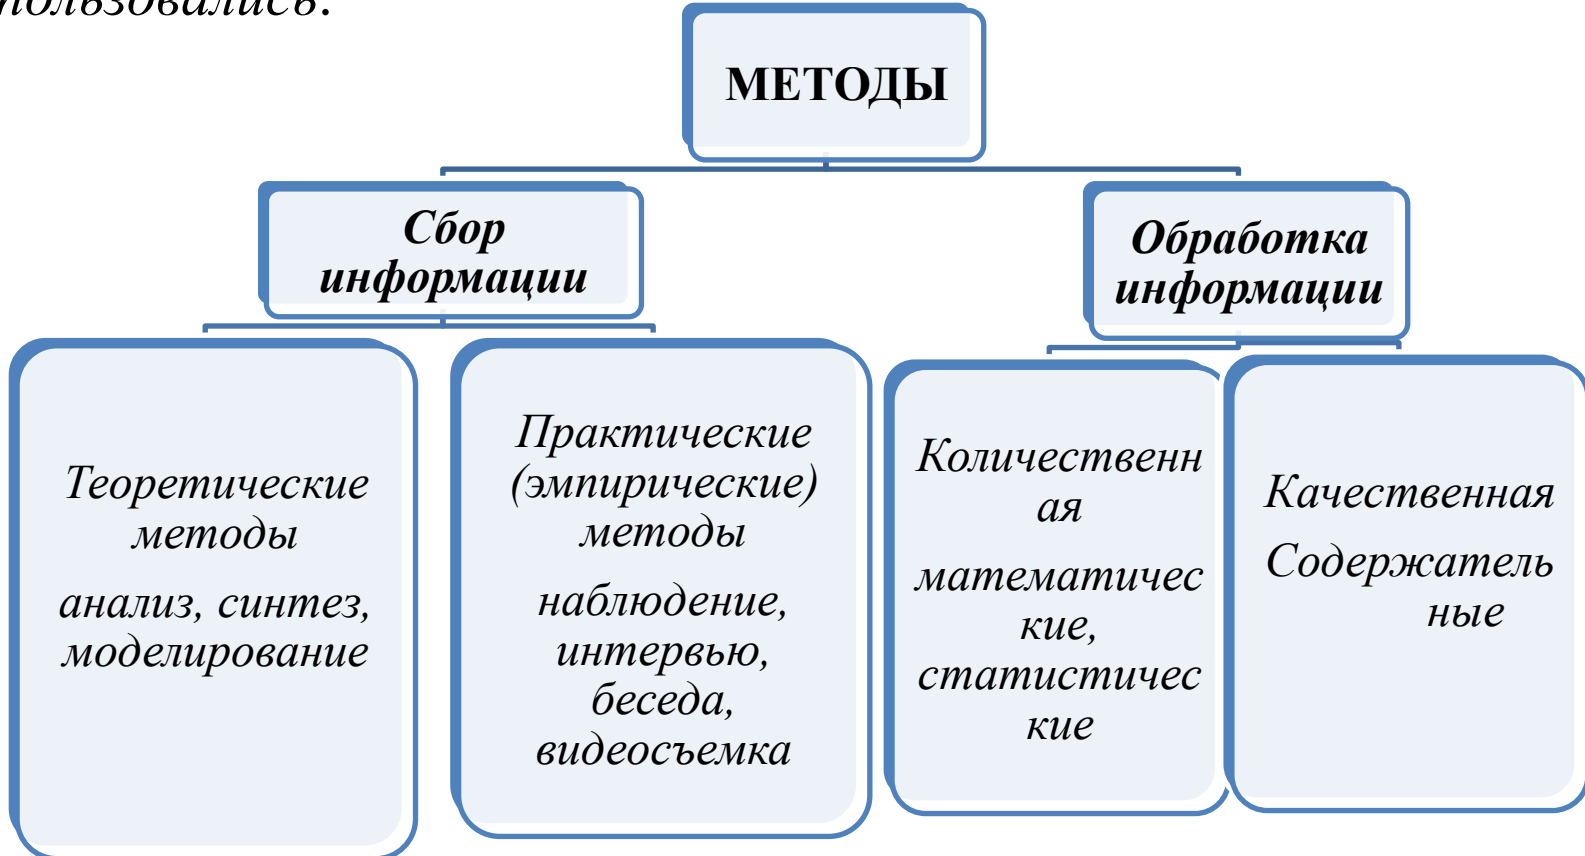 пользовались.
МЕТОДЫ
Сбор
информации
Обработка
информации
Теоретические
методы
анализ, синтез,
моделирование
Практические
(эмпирические)
методы
наблюдение,
интервью,
беседа,
видеосъемка
Количественн
ая
математичес
кие,
статистичес
кие
Качественная
Содержатель
ные